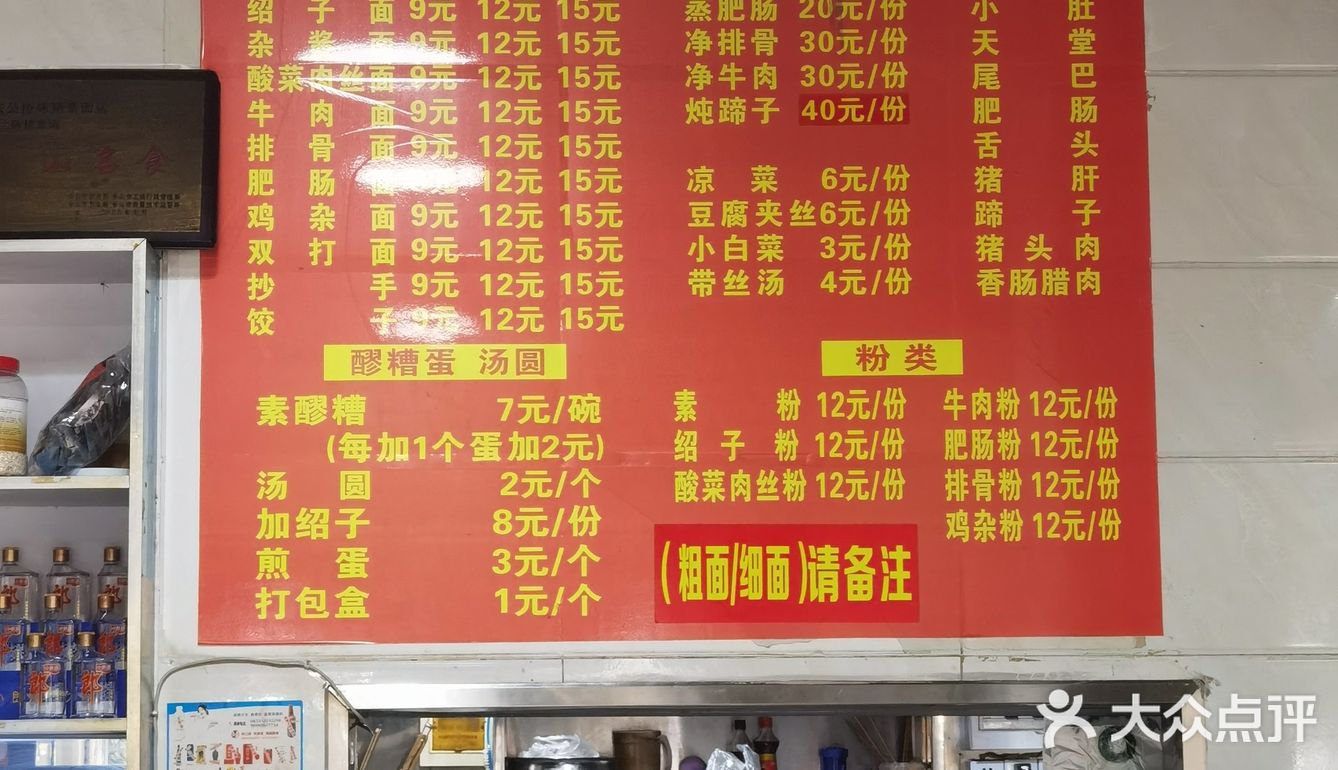 绍子面 9元 12元 15元
杂酱面 9元 12元 15元
酸菜肉丝面 9元 12元 15元
牛肉面 9元 12元 15元
排骨面 9元 12元 15元
肥肠面 9元 12元 15元
鸡杂面 9元 12元 15元
双打面 9元 12元 15元
抄手 9元 12元 15元
饺子 9元 12元 15元
蒸肥肠 20元/份
净排骨 30元/份
净牛肉 30元/份
炖蹄子 40元/份
凉菜 6元/份
豆腐夹丝 6元/份
小白菜 3元/份
带丝汤 4元/份
小肚
天堂
尾巴
肥肠
舌头
猪肝
蹄子
猪头肉
香肠腊肉
醪糟蛋 汤圆
素醪糟 7元/碗
(每加1个蛋加2元)
汤圆 2元/个
加绍子 8元/份
煎蛋 3元/个
打包盒 1元/个
粉类
素粉 12元/份
绍子粉 12元/份
酸菜肉丝粉 12元/份
牛肉粉 12元/份
肥肠粉 12元/份
排骨粉 12元/份
鸡杂粉 12元/份
(粗面/细面)请备注
郎
郎
大众点评